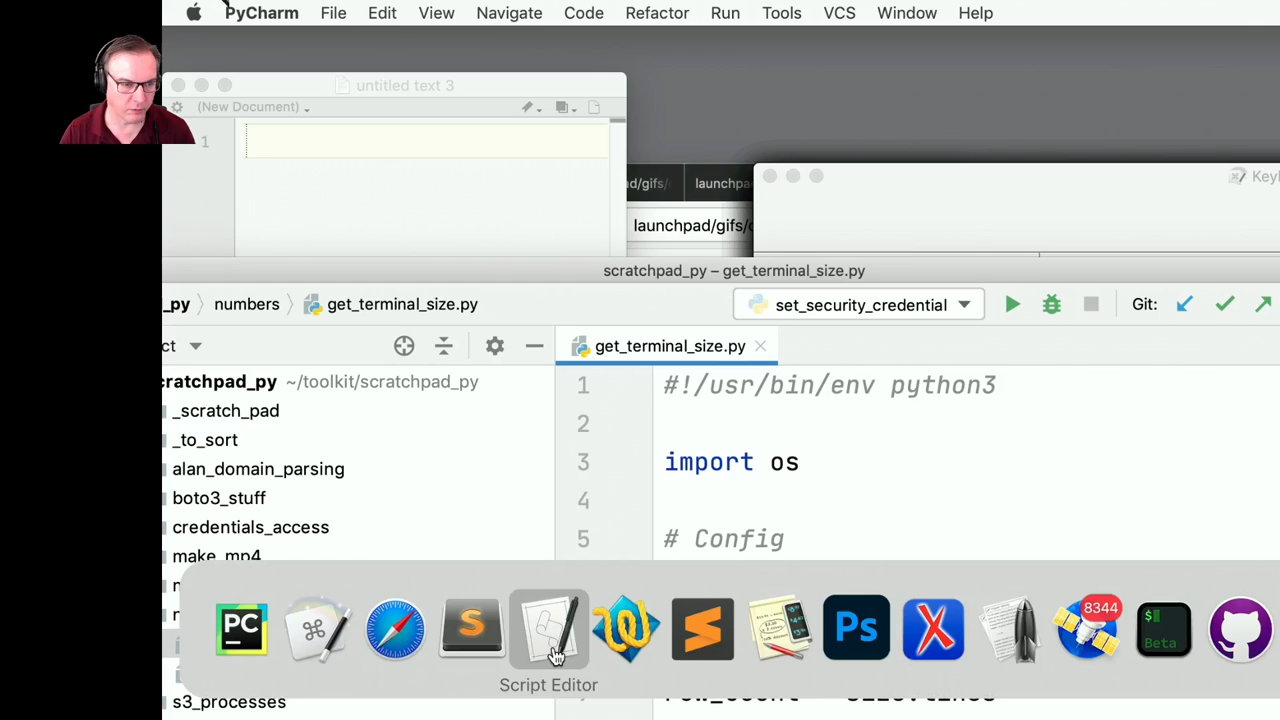 PyCharm File Edit View Navigate Code Refactor Run Tools VCS Window Help
untitled text 3
(New Document)
1
d/gifs/ launchpa
launchpad/gifs/
Key
scratchpad_py – get_terminal_size.py
_py numbers get_terminal_size.py set_security_credential Git:
ct get_terminal_size.py
cratchpad_py ~/toolkit/scratchpad_py
_scratch_pad
_to_sort
alan_domain_parsing
boto3_stuff
credentials_access
make_mp4
s3_processes
1 #!/usr/bin/env python3
2
3 import os
4
5 # Config
PC
S
Ps
X
8344
$
Beta
Script Editor